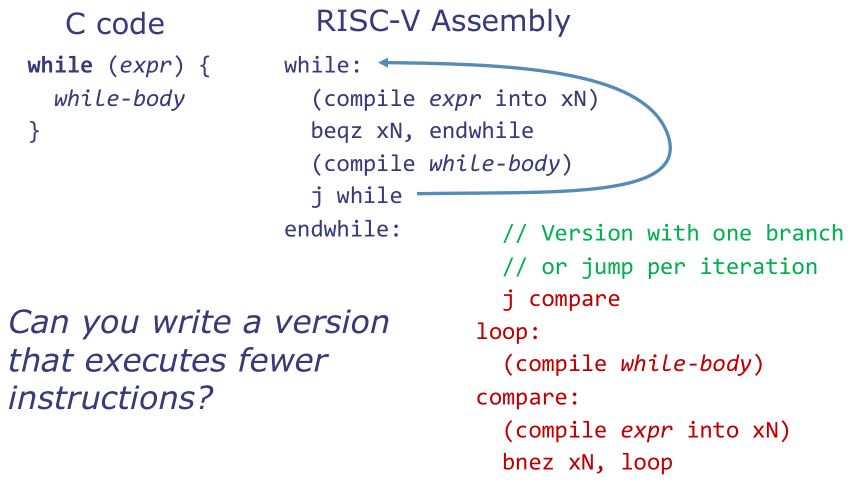 C code
while (expr) {
  while-body
}
RISC-V Assembly
while:
  (compile expr into xN)
  beqz xN, endwhile
  (compile while-body)
  j while
endwhile:
Can you write a version
that executes fewer
instructions?
  // Version with one branch
  // or jump per iteration
  j compare
loop:
  (compile while-body)
compare:
  (compile expr into xN)
  bnez xN, loop